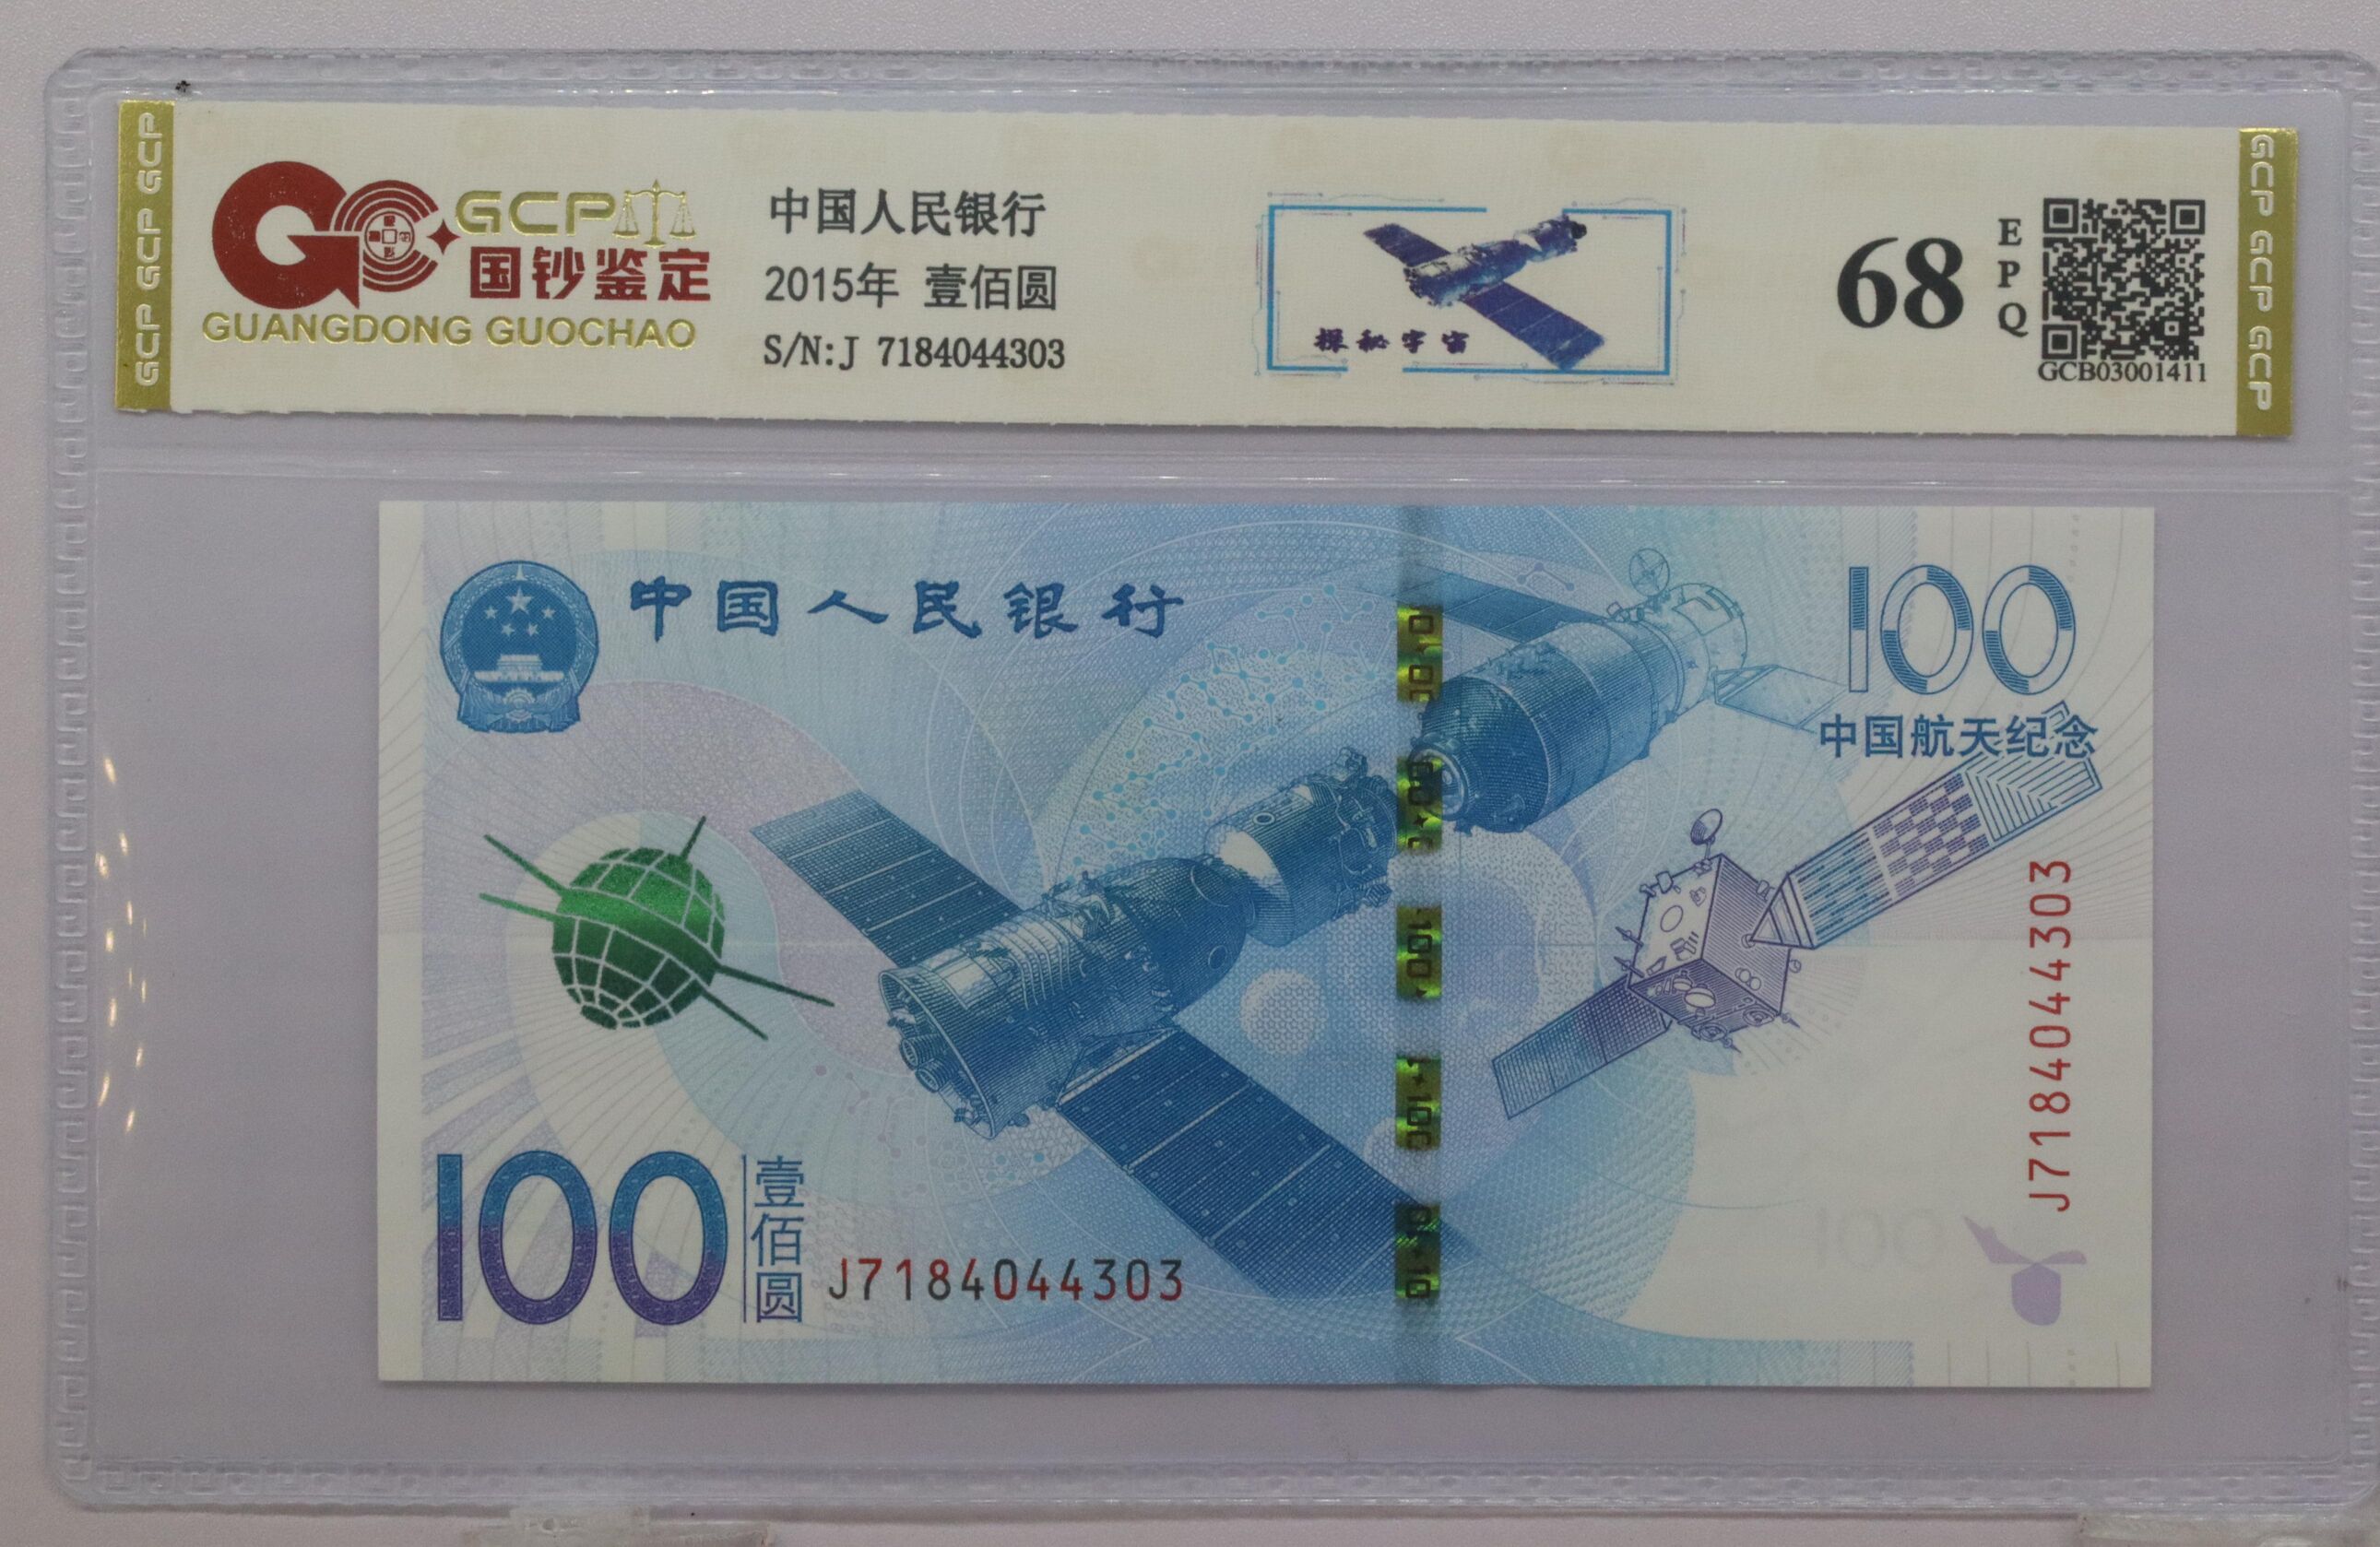 GCP GCP GCP
GCP
国钞鉴定
GUANGDONG GUOCHAO
中国人民银行
2015年 壹佰圆
S/N:J 7184044303
探秘宇宙
68
EPQ
GCB03001411
GCP GCP GCP
中国人民银行
100
中国航天纪念
J7184044303
100
壹佰圆
J7184044303
100